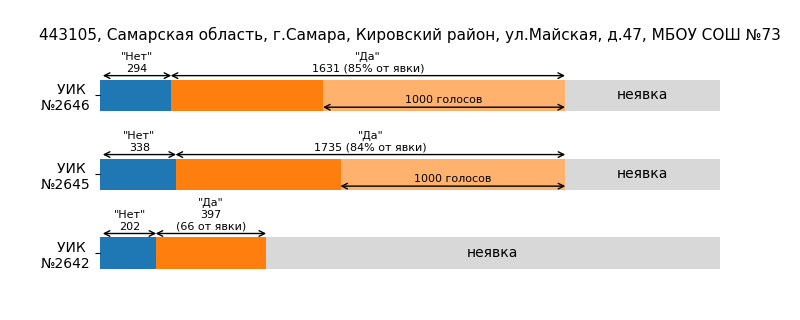 443105, Самарская область, г.Самара, Кировский район, ул.Майская, д.47, МБОУ СОШ №73
"Нет"
294
"Да"
1631 (85% от явки)
УИК
№2646
1000 голосов
неявка
"Нет"
338
"Да"
1735 (84% от явки)
УИК
№2645
1000 голосов
неявка
"Нет"
202
"Да"
397
(66 от явки)
УИК
№2642
неявка